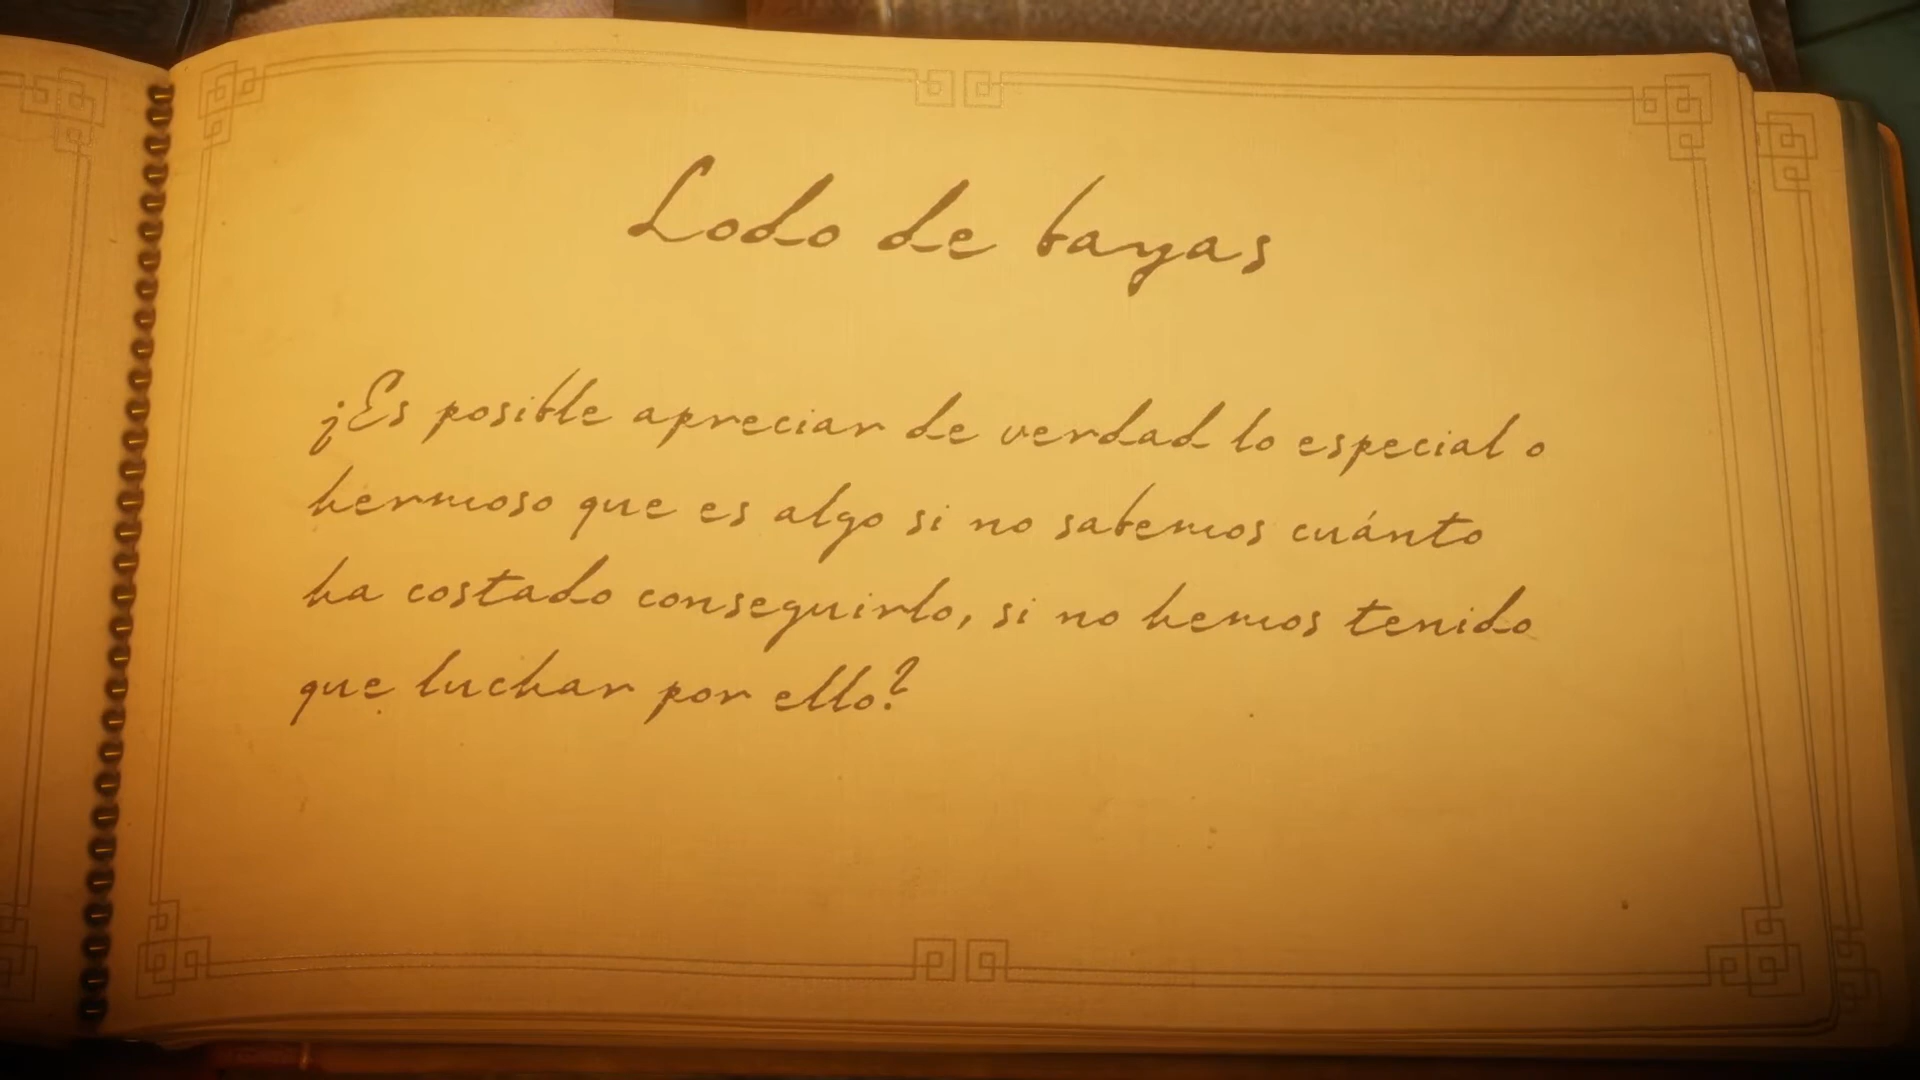 Lodo de bayas
¿Es posible apreciar de verdad lo especial o
hermoso que es algo si no sabemos cuánto
ha costado conseguirlo, si no hemos tenido
que luchar por ello?